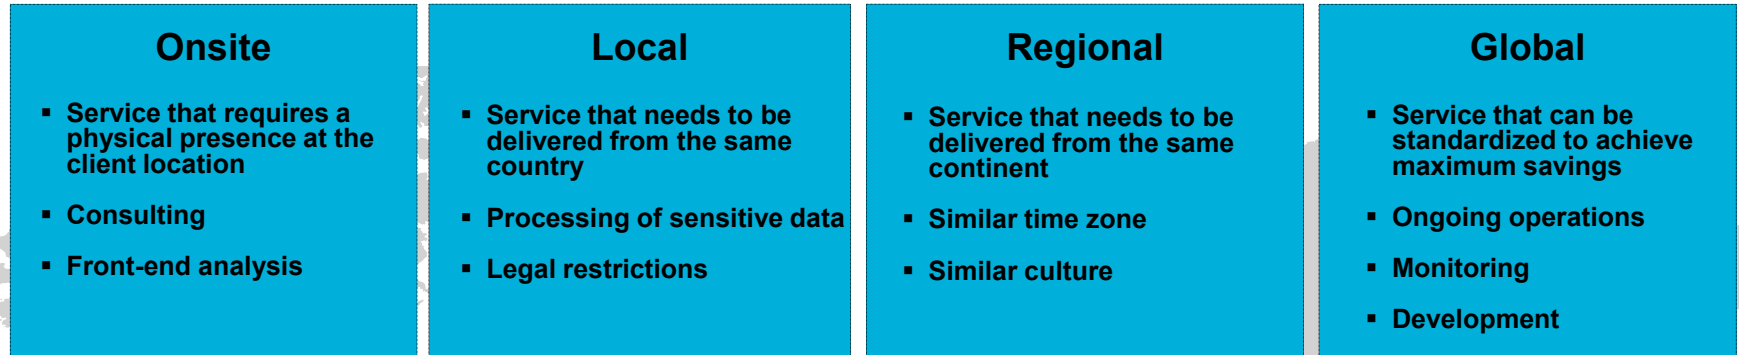 Onsite
▪ Service that requires a
physical presence at the
client location
▪ Consulting
▪ Front-end analysis
Local
▪ Service that needs to be
delivered from the same
country
▪ Processing of sensitive data
▪ Legal restrictions
Regional
▪ Service that needs to be
delivered from the same
continent
▪ Similar time zone
▪ Similar culture
Global
▪ Service that can be
standardized to achieve
maximum savings
▪ Ongoing operations
▪ Monitoring
▪ Development